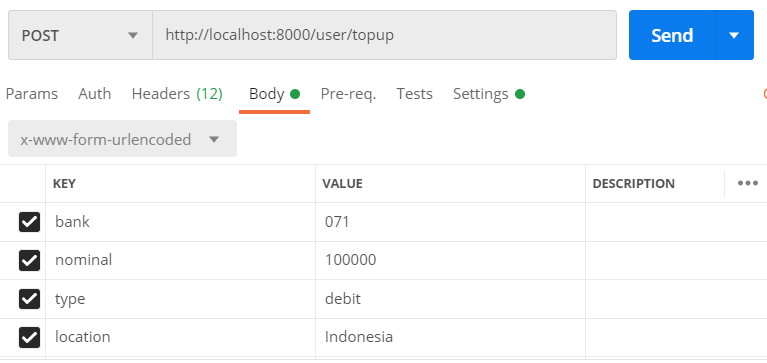 POST http://localhost:8000/user/topup Send
Params Auth Headers (12) Body Pre-req. Tests Settings
x-www-form-urlencoded
KEY VALUE DESCRIPTION •••
bank 071
nominal 100000
type debit
location Indonesia